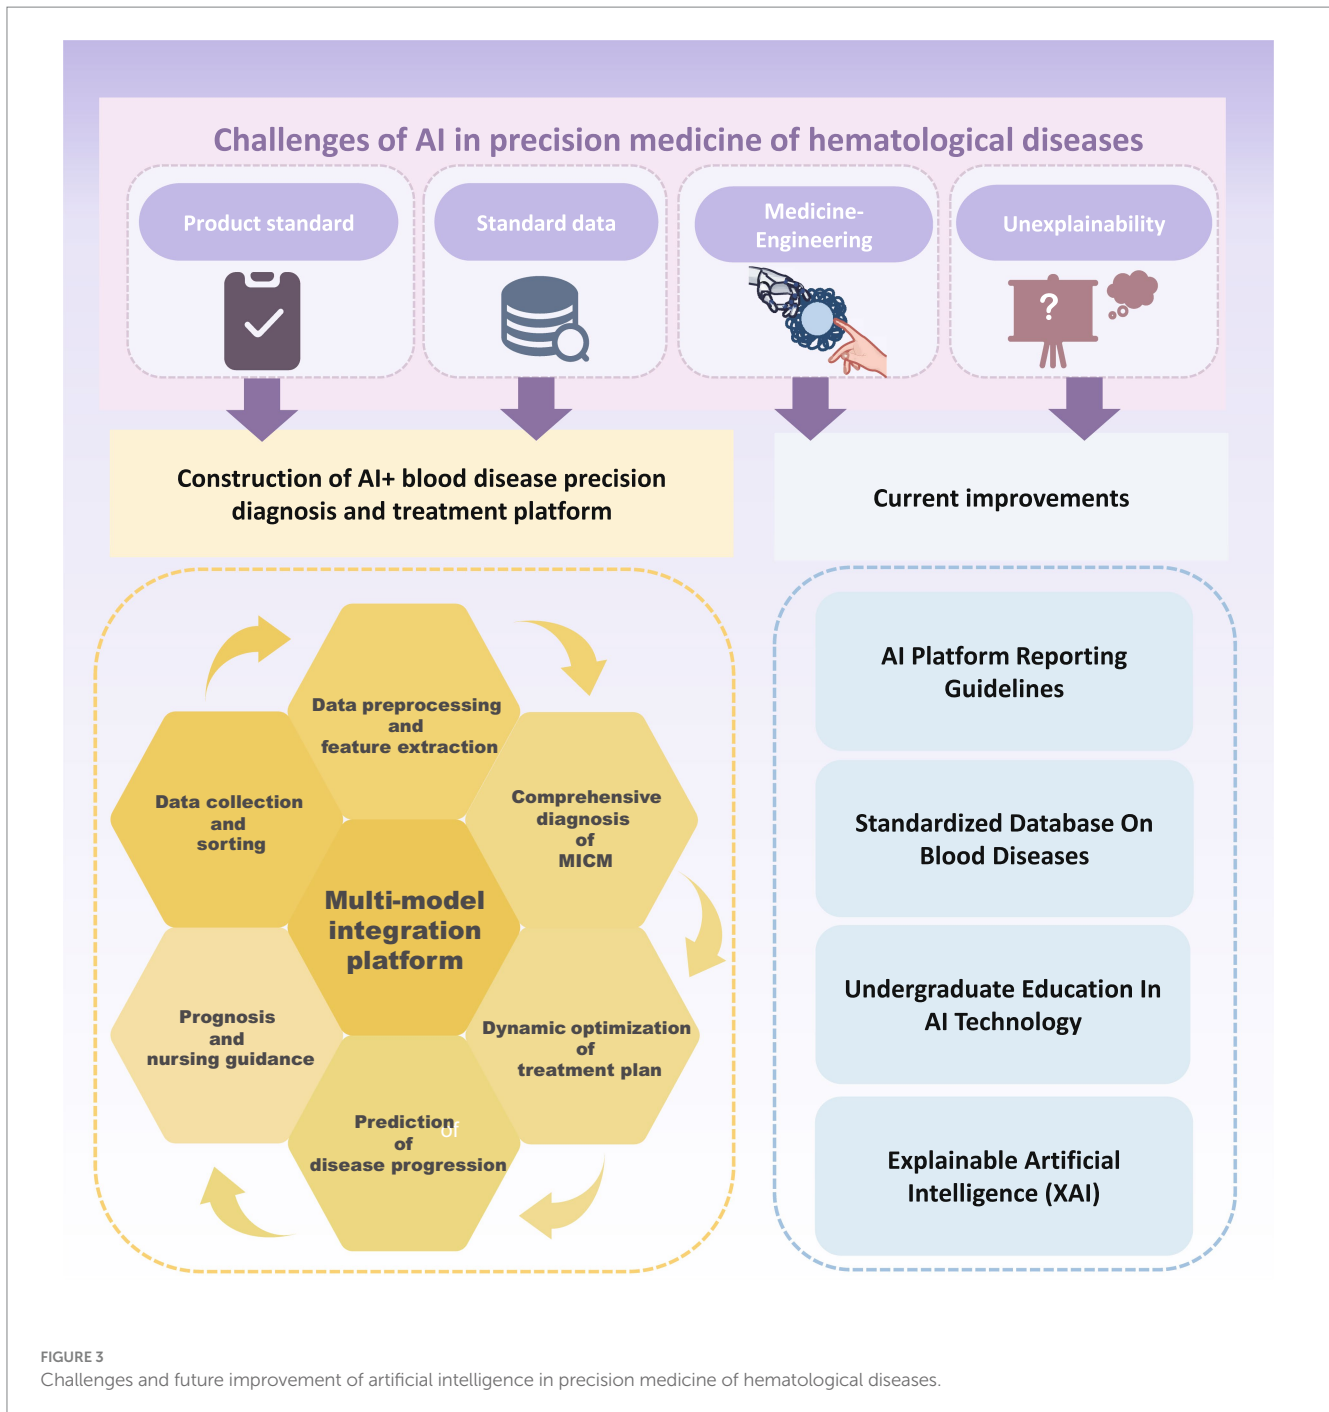 Challenges of AI in precision medicine of hematological diseases
Product standard
Standard data
Medicine-
Engineering
Unexplainability
?
Construction of AI+ blood disease precision
diagnosis and treatment platform
Current improvements
Data preprocessing
and
feature extraction
Comprehensive
diagnosis
of
MICM
Dynamic optimization
of
treatment plan
Prediction
of
of
disease progression
Prognosis
and
nursing guidance
Data collection
and
sorting
Multi-model
integration
platform
AI Platform Reporting
Guidelines
Standardized Database On
Blood Diseases
Undergraduate Education In
AI Technology
Explainable Artificial
Intelligence (XAI)
FIGURE 3
Challenges and future improvement of artificial intelligence in precision medicine of hematological diseases.